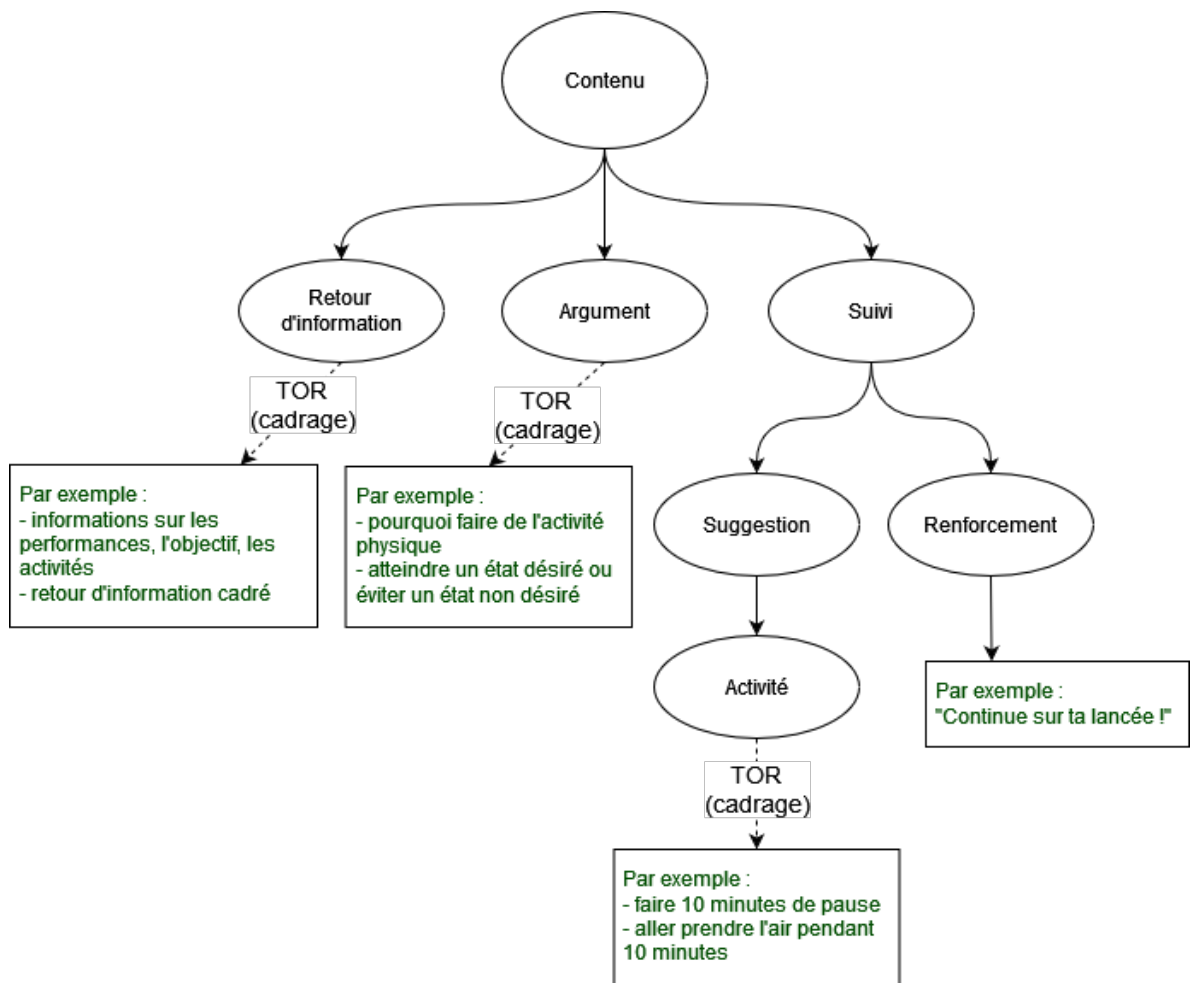 Contenu
Retour
d'information
Argument
Suivi
TOR
(cadrage)
TOR
(cadrage)
Par exemple :
- informations sur les
performances, l'objectif, les
activités
- retour d'information cadré
Par exemple :
- pourquoi faire de l'activité
physique
- atteindre un état désiré ou
éviter un état non désiré
Suggestion
Renforcement
Activité
Par exemple :
"Continue sur ta lancée !"
TOR
(cadrage)
Par exemple :
- faire 10 minutes de pause
- aller prendre l'air pendant
10 minutes